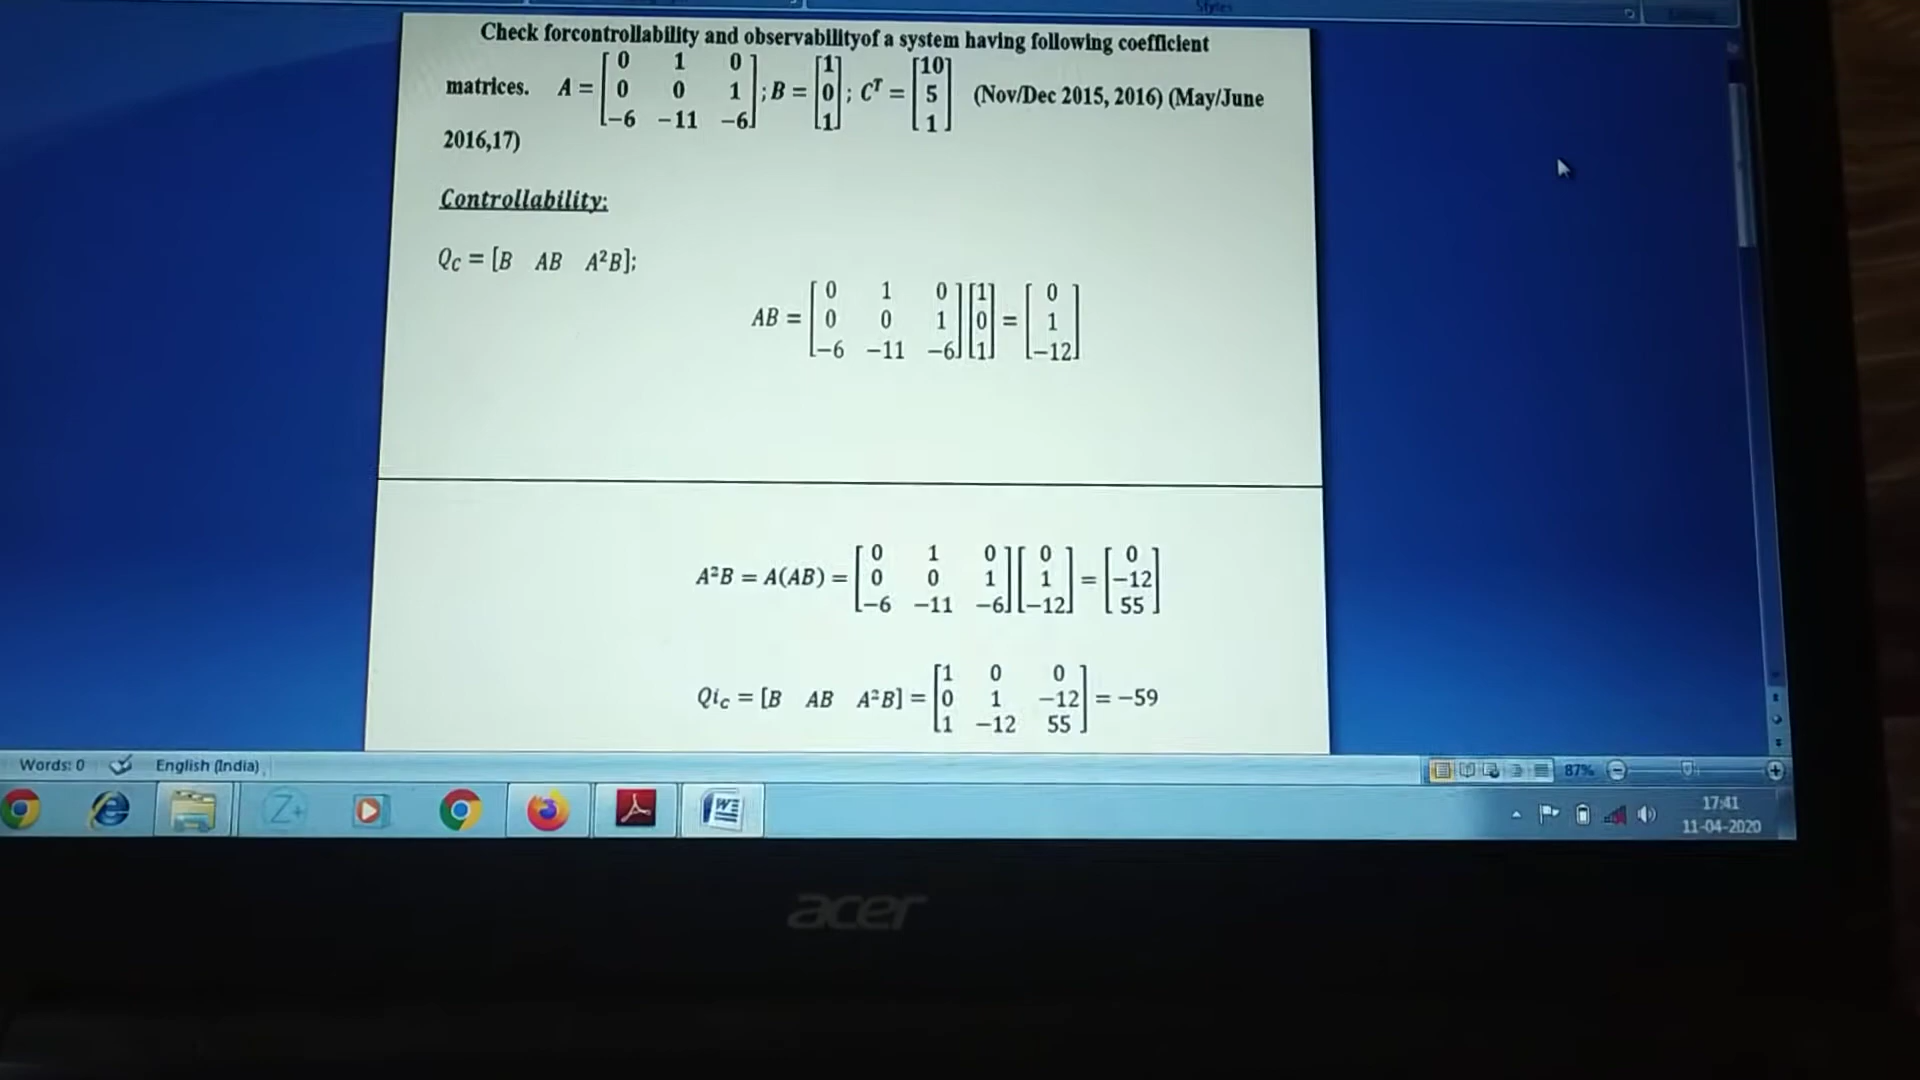 Styles
Check forcontrollability and observabilityof a system having following coefficient
matrices. A = [0 1 0; 0 0 1; −6 −11 −6]; B = [1; 0; 1]; Cᵀ = [10; 5; 1] (Nov/Dec 2015, 2016) (May/June
2016,17)
Controllability:
Q_C = [B AB A²B];
AB = [0 1 0; 0 0 1; −6 −11 −6] [1; 0; 1] = [0; 1; −12]
A²B = A(AB) = [0 1 0; 0 0 1; −6 −11 −6] [0; 1; −12] = [0; −12; 55]
Qi_c = [B AB A²B] = [1 0 0; 0 1 −12; 1 −12 55] = −59
Words: 0 English (India) 87%
17:41
11-04-2020
acer